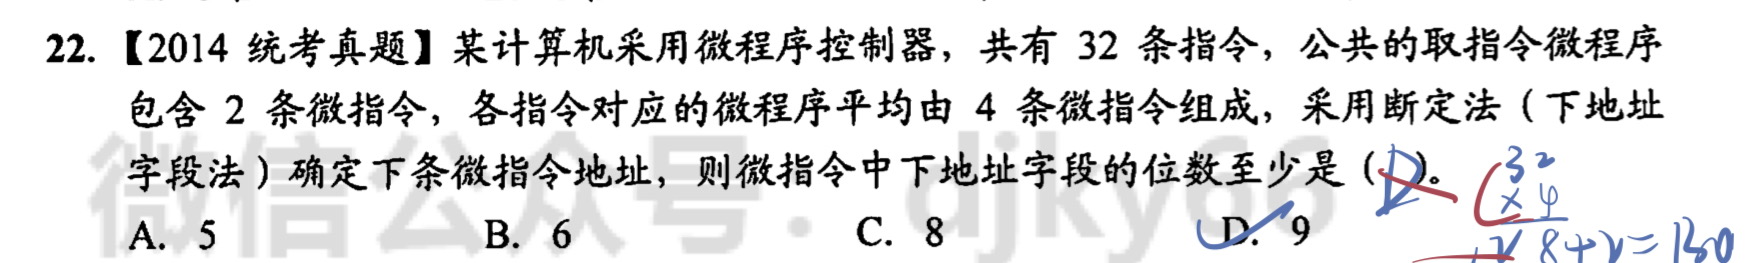 22.【2014 统考真题】某计算机采用微程序控制器，共有 32 条指令，公共的取指令微程序
包含 2 条微指令，各指令对应的微程序平均由 4 条微指令组成，采用断定法（下地址
字段法）确定下条微指令地址，则微指令中下地址字段的位数至少是（D）。
A. 5 B. 6 C. 8 D. 9
32
×4
128+2=130
微信公众号：djky66